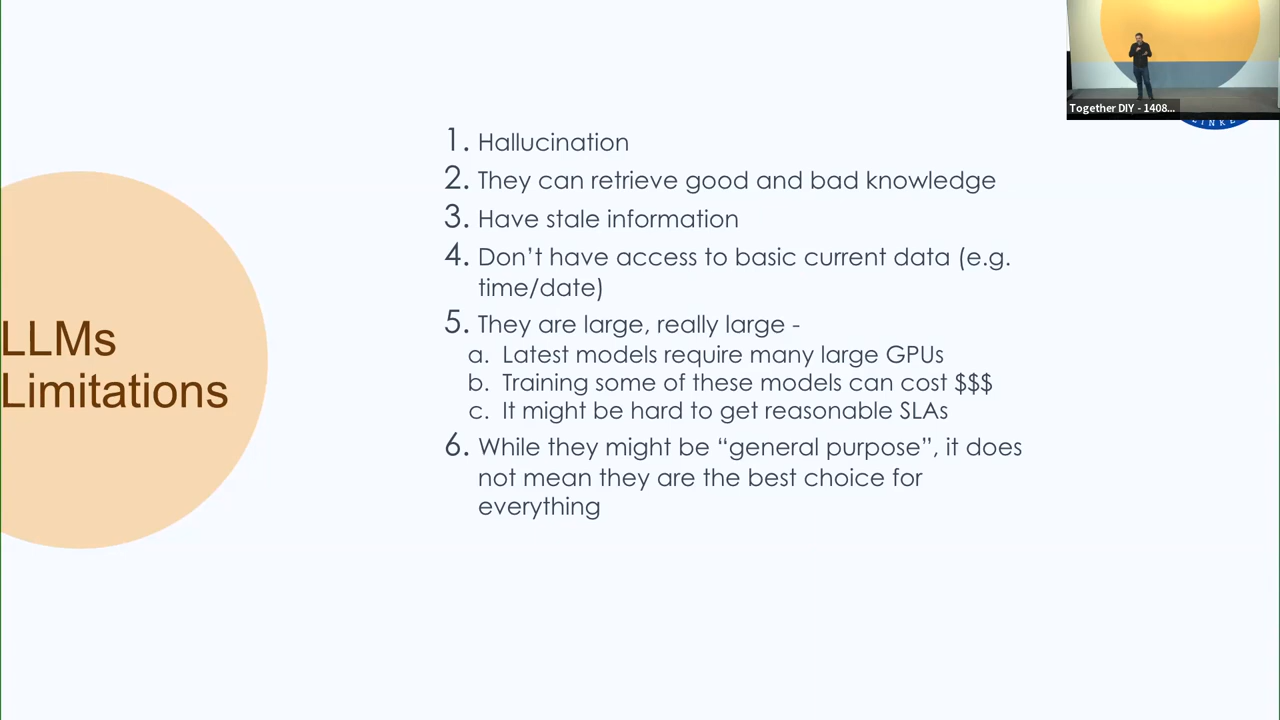 Together DIY - 1408...
LLMs
Limitations
1. Hallucination
2. They can retrieve good and bad knowledge
3. Have stale information
4. Don’t have access to basic current data (e.g.
time/date)
5. They are large, really large -
a. Latest models require many large GPUs
b. Training some of these models can cost $$$
c. It might be hard to get reasonable SLAs
6. While they might be “general purpose”, it does
not mean they are the best choice for
everything